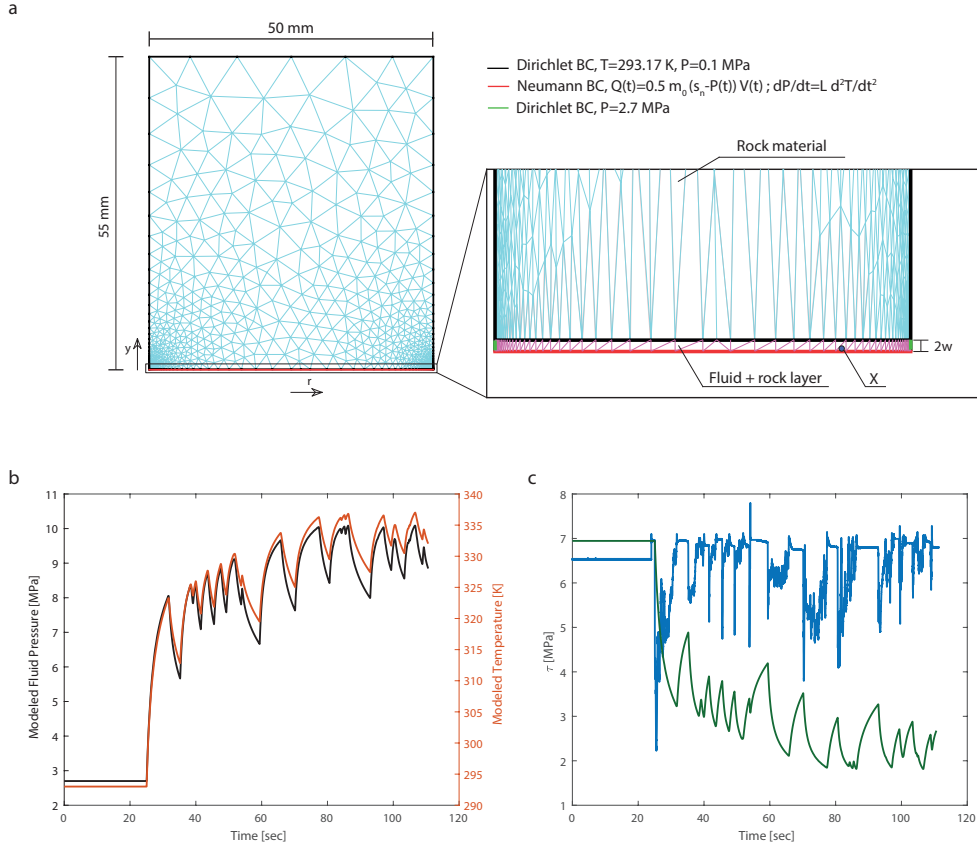 a
50 mm
55 mm
y
r
Dirichlet BC, T=293.17 K, P=0.1 MPa
Neumann BC, Q(t)=0.5 m₀(sₙ-P(t)) V(t) ; dP/dt=L d²T/dt²
Dirichlet BC, P=2.7 MPa
Rock material
2w
Fluid + rock layer
X
b
Modeled Fluid Pressure [MPa]
11
10
9
8
7
6
5
4
3
2
0 20 40 60 80 100 120
Time [sec]
340
335
330
325
320
315
310
305
300
295
290
Modeled Temperature [K]
c
τ [MPa]
8
7
6
5
4
3
2
1
0 20 40 60 80 100 120
Time [sec]